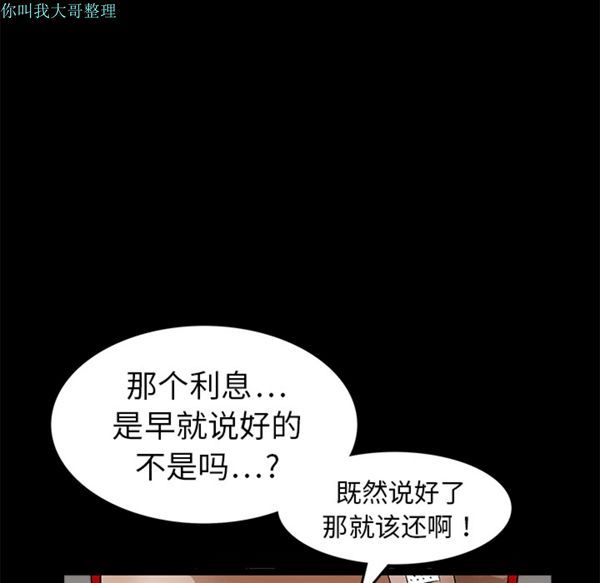 你叫我大哥整理
那个利息...
是早就说好的
不是吗...?
既然说好了
那就该还啊！